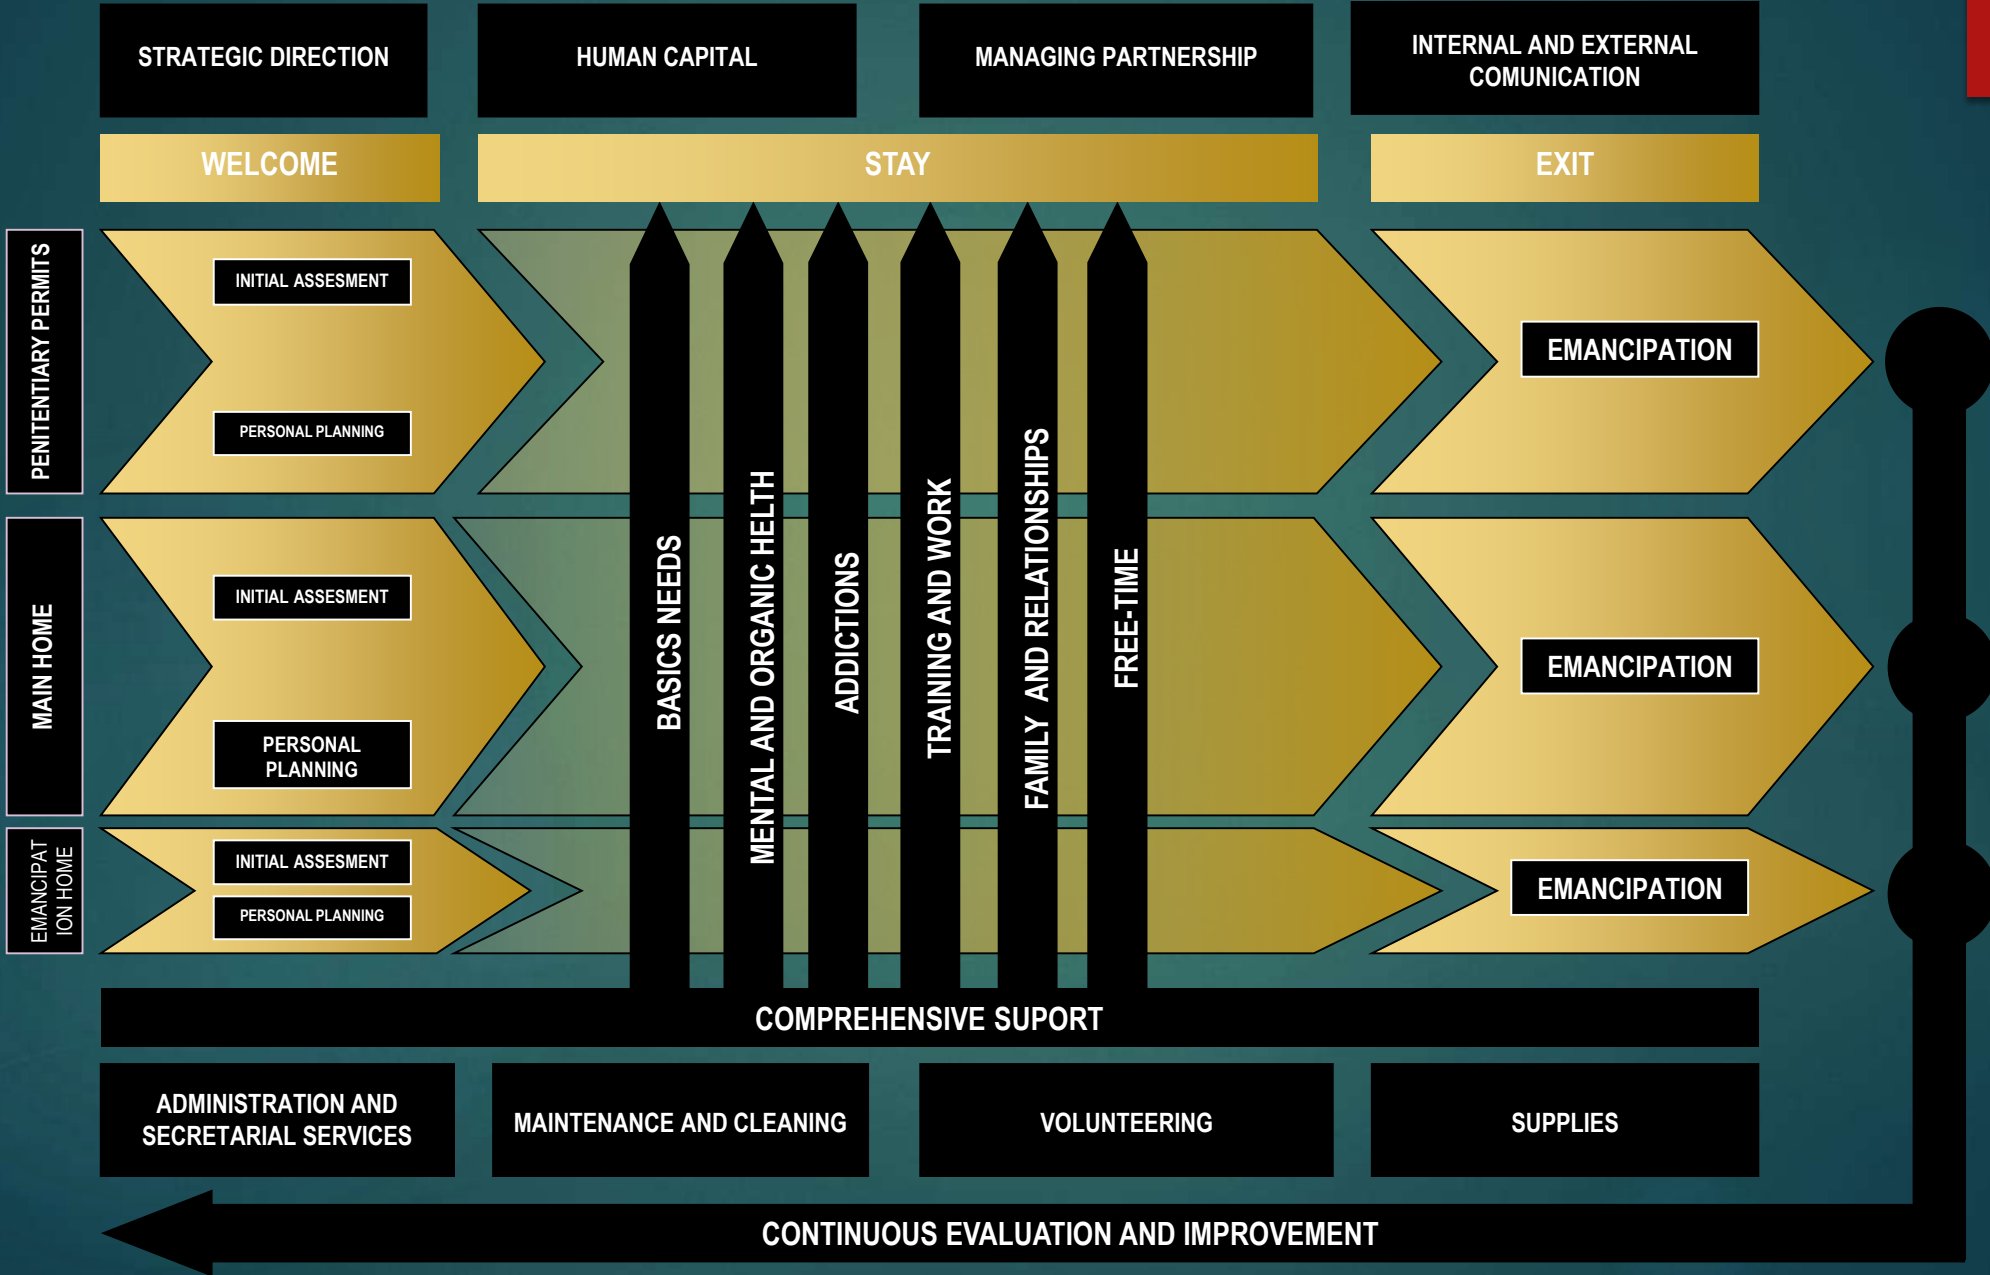 STRATEGIC DIRECTION
HUMAN CAPITAL
MANAGING PARTNERSHIP
INTERNAL AND EXTERNAL
COMUNICATION
WELCOME
STAY
EXIT
PENITENTIARY PERMITS
INITIAL ASSESMENT
PERSONAL PLANNING
EMANCIPATION
MAIN HOME
INITIAL ASSESMENT
PERSONAL
PLANNING
EMANCIPATION
EMANCIPAT
ION HOME
INITIAL ASSESMENT
PERSONAL PLANNING
EMANCIPATION
BASICS NEEDS
MENTAL AND ORGANIC HELTH
ADDICTIONS
TRAINING AND WORK
FAMILY AND RELATIONSHIPS
FREE-TIME
COMPREHENSIVE SUPORT
ADMINISTRATION AND
SECRETARIAL SERVICES
MAINTENANCE AND CLEANING
VOLUNTEERING
SUPPLIES
CONTINUOUS EVALUATION AND IMPROVEMENT